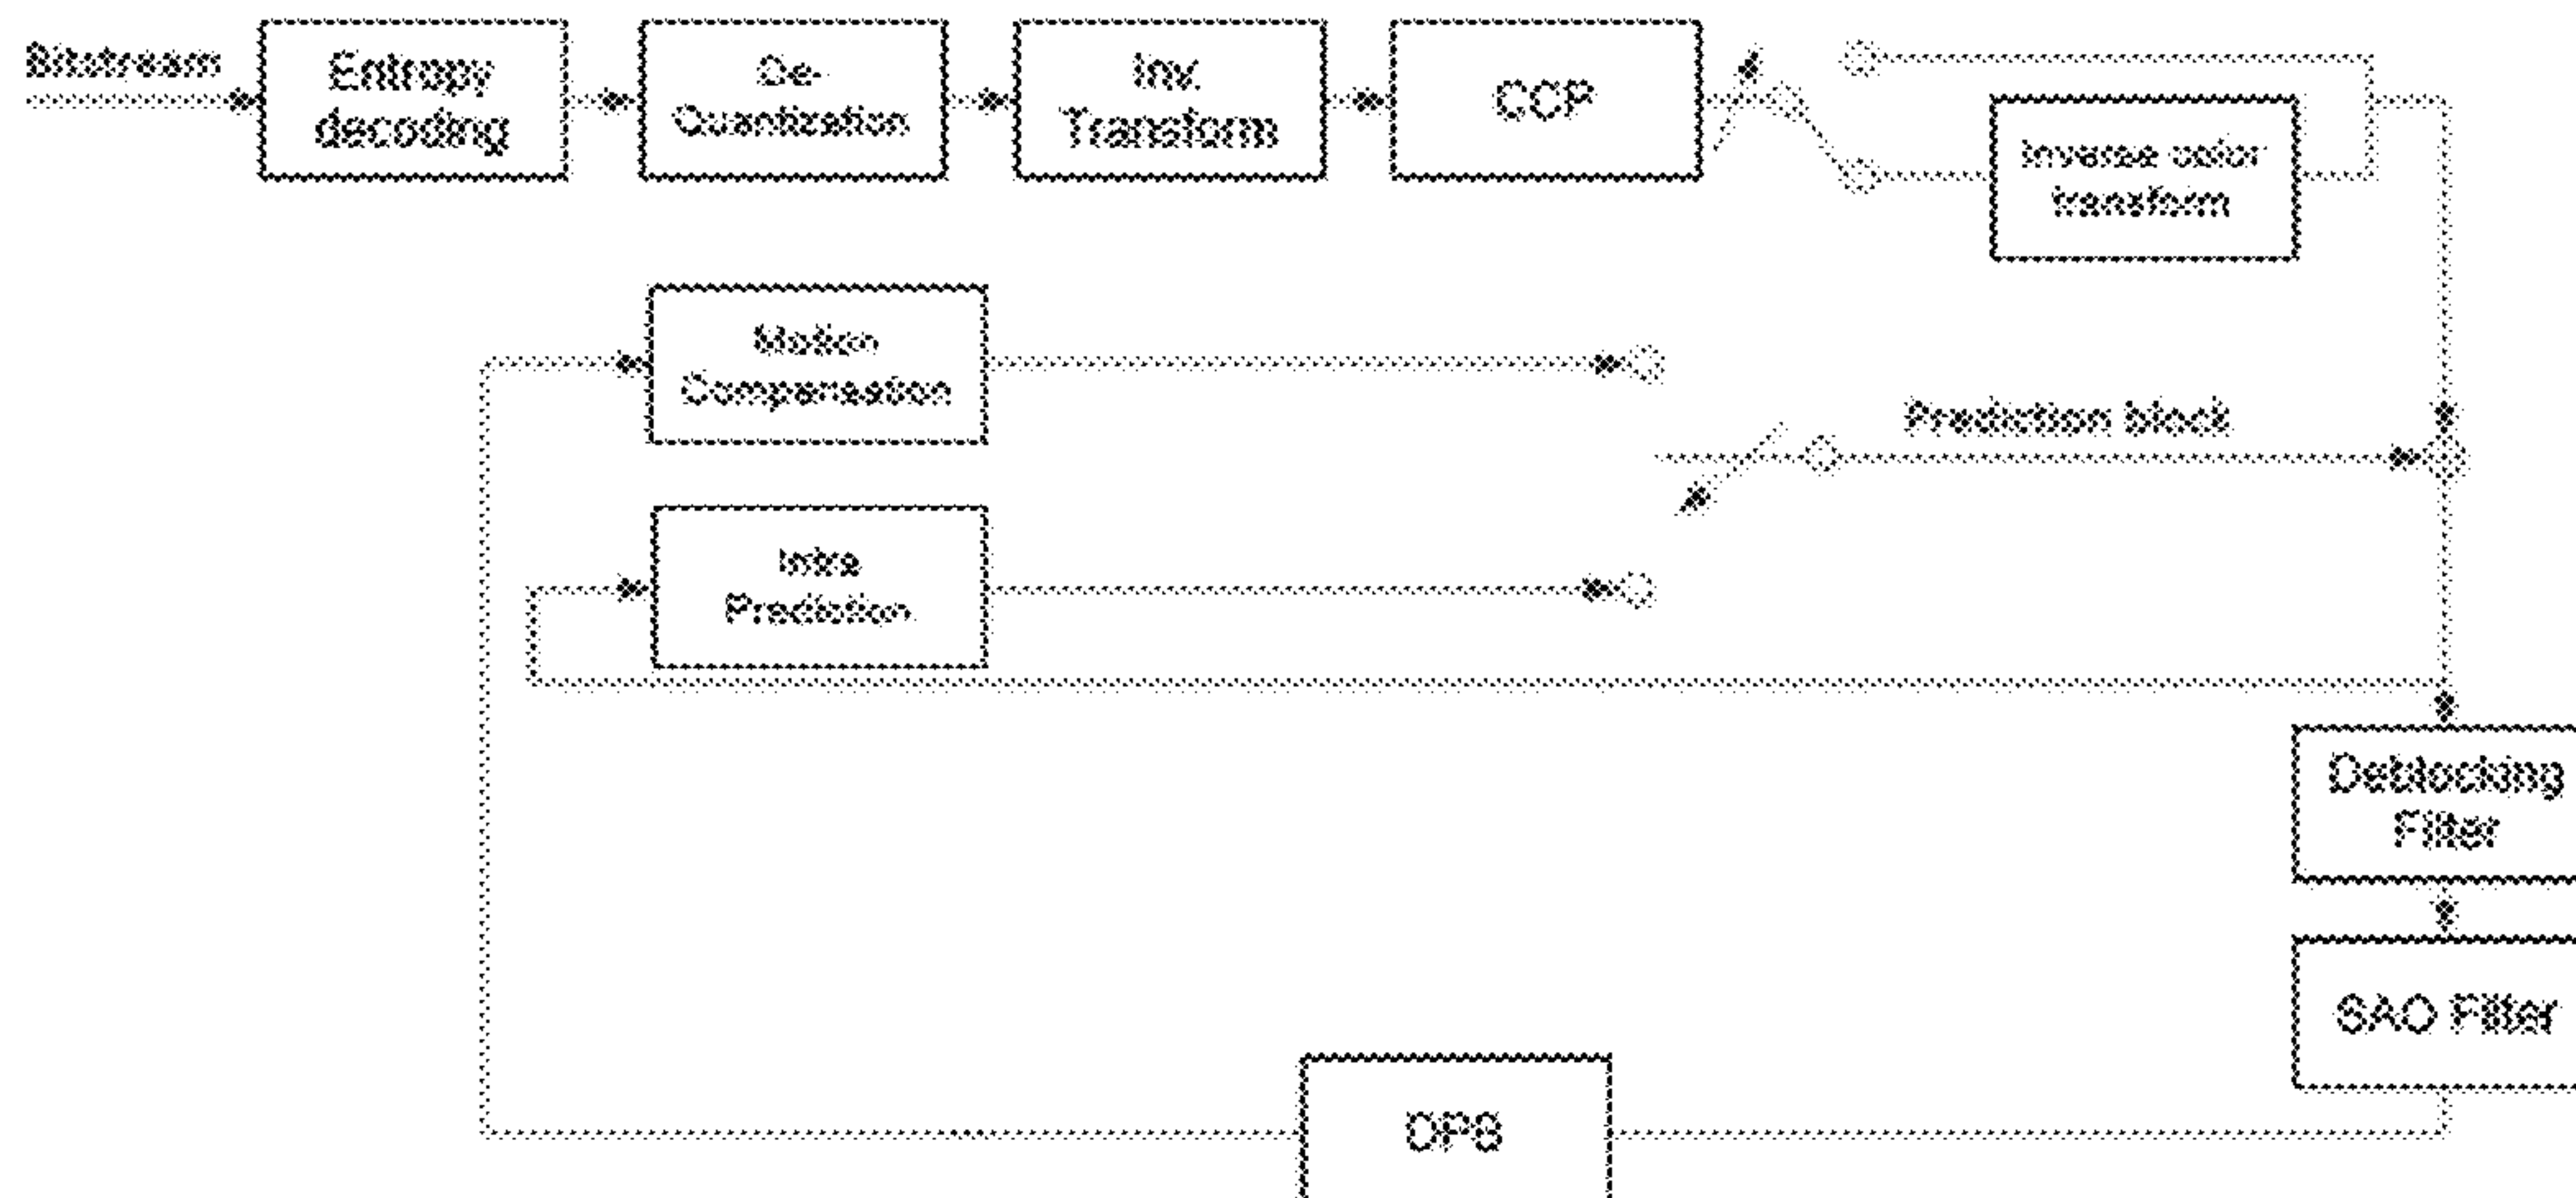 Bitstream
Entropy
decoding
De-
Quantization
Inv.
Transform
CCP
Inverse color
transform
Motion
Compensation
Prediction block
Intra
Prediction
Deblocking
Filter
SAO Filter
DPB